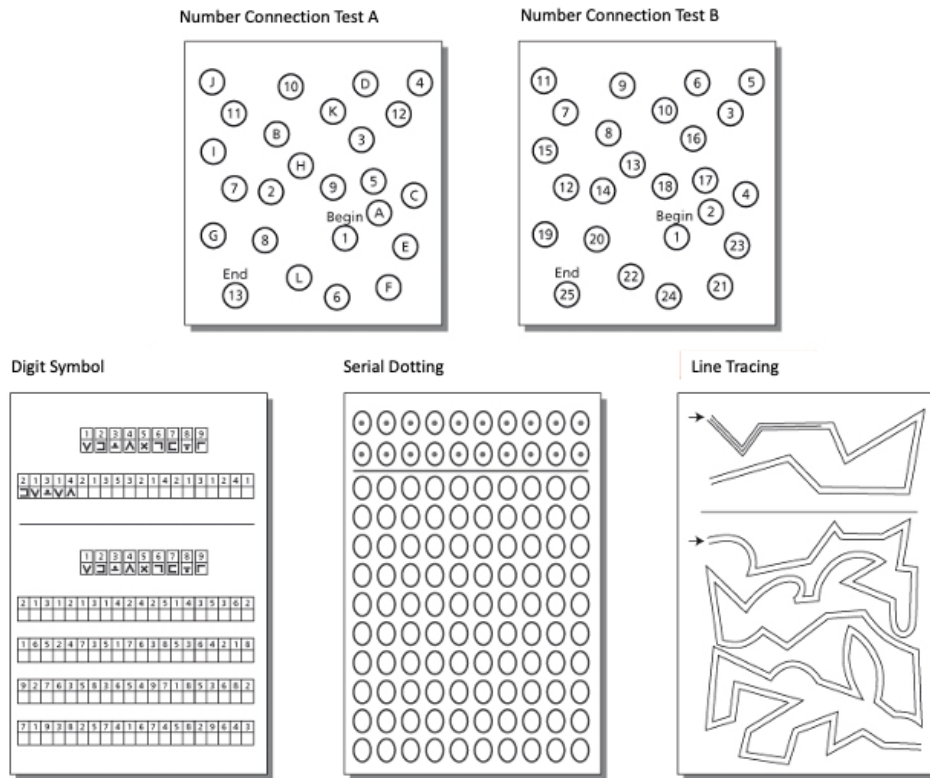 Number Connection Test A
J 10 D 4
11 K 12
B 3
I H
7 2 9 5 C
Begin A
G 8 1 E
End L F
13 6
Number Connection Test B
11 9 6 5
7 10 3
8 16
15 13
12 14 18 17 4
Begin 2
19 20 1 23
End 22 21
25 24
Digit Symbol
1 2 3 4 5 6 7 8 9
2 1 3 1 4 2 1 3 5 3 2 1 4 2 1 3 1 2 4 1
1 2 3 4 5 6 7 8 9
2 1 3 1 2 1 3 1 4 2 4 2 5 1 4 3 5 3 6 2
1 6 5 2 4 7 3 5 1 7 6 3 8 5 3 6 4 2 1 8
9 2 7 6 3 5 8 3 6 5 4 9 7 1 8 5 3 6 8 2
7 1 9 3 8 2 5 7 4 1 6 7 4 5 8 2 9 6 4 3
Serial Dotting
Line Tracing